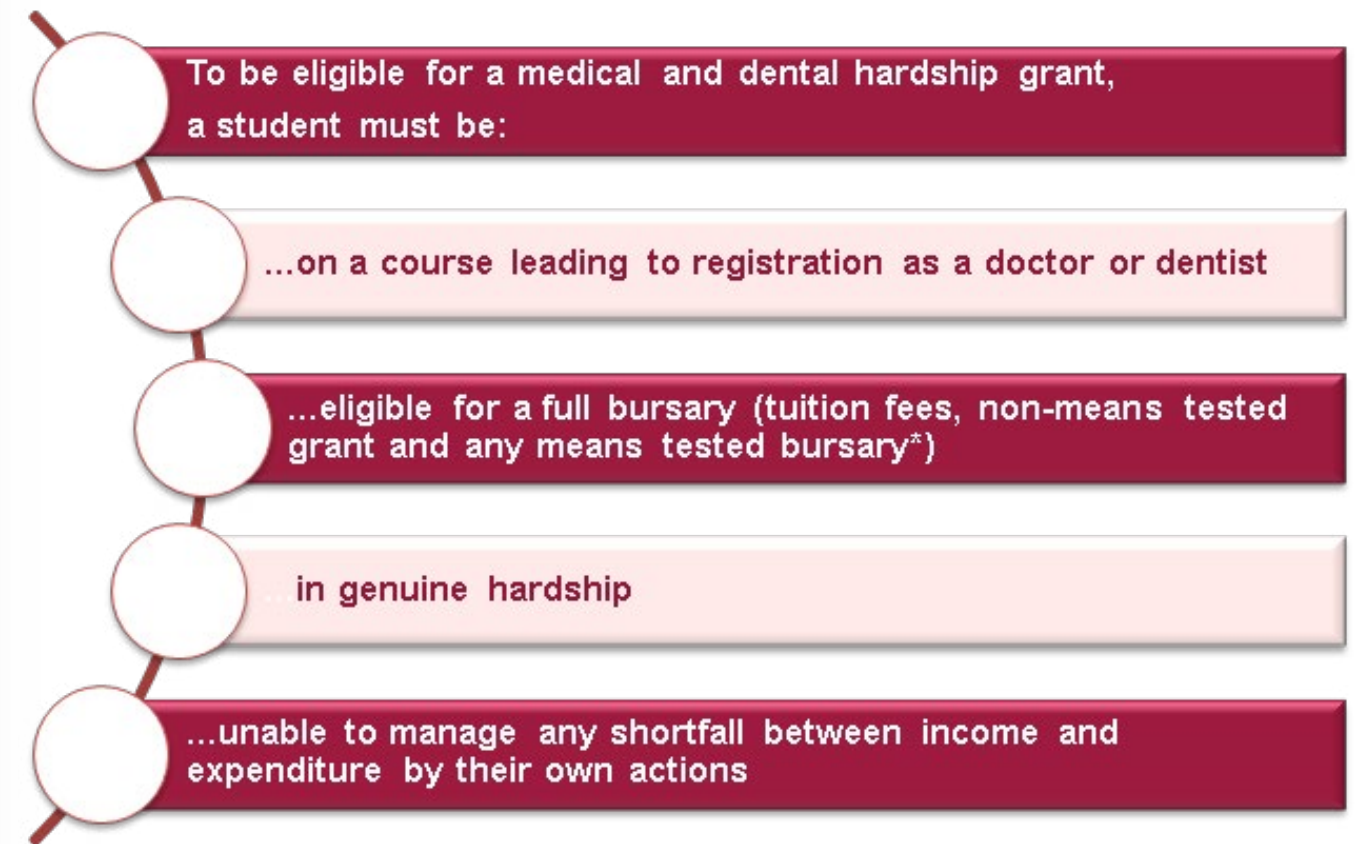 To be eligible for a medical and dental hardship grant,
a student must be:
...on a course leading to registration as a doctor or dentist
...eligible for a full bursary (tuition fees, non-means tested
grant and any means tested bursary*)
...in genuine hardship
...unable to manage any shortfall between income and
expenditure by their own actions